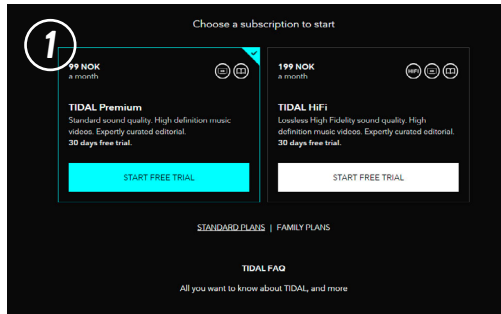 Choose a subscription to start
1
99 NOK
a month
TIDAL Premium
Standard sound quality. High definition music
videos. Expertly curated editorial.
30 days free trial.
START FREE TRIAL
199 NOK
a month
HiFi
TIDAL HiFi
Lossless High Fidelity sound quality. High
definition music videos. Expertly curated editorial.
30 days free trial.
START FREE TRIAL
STANDARD PLANS | FAMILY PLANS
TIDAL FAQ
All you want to know about TIDAL, and more